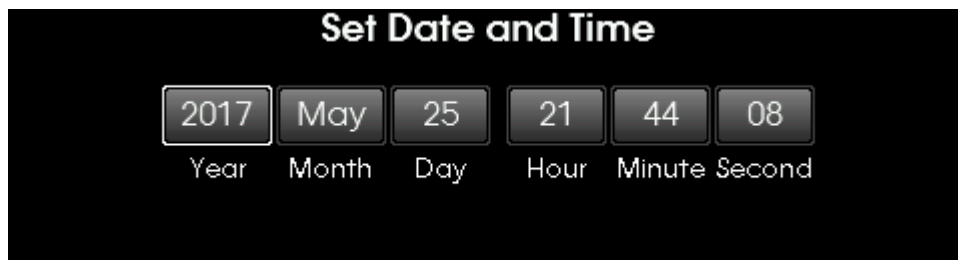 Set Date and Time
2017 May 25 21 44 08
Year Month Day Hour Minute Second